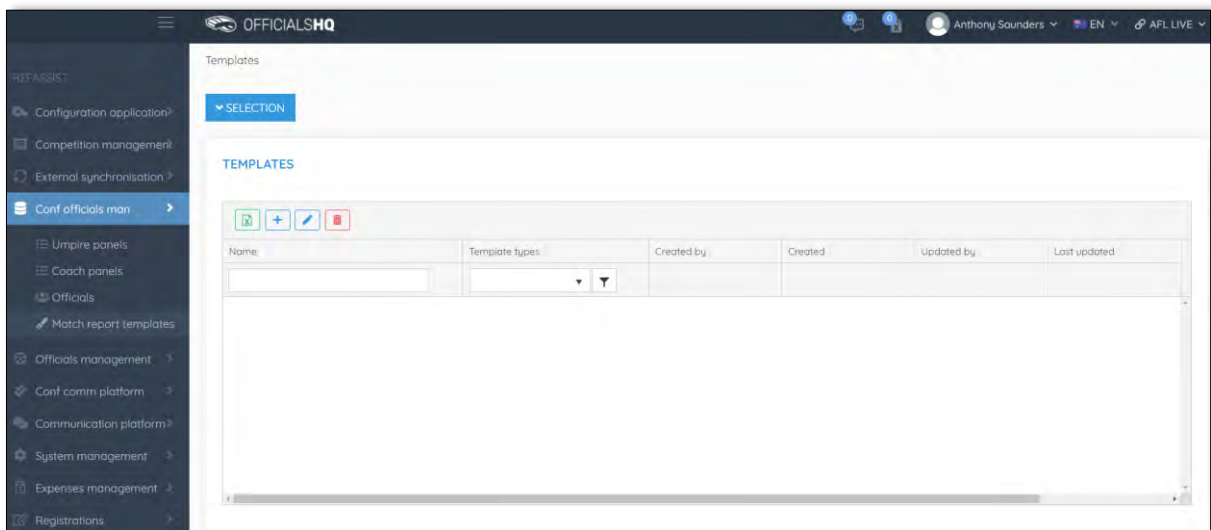 OFFICIALSHQ
0
0
Anthony Saunders
EN
AFL LIVE
REFASSIST
Configuration application
Competition management
External synchronisation
Conf officials man
Umpire panels
Coach panels
Officials
Match report templates
Officials management
Conf comm platform
Communication platform
System management
Expenses management
Registrations
Templates
SELECTION
TEMPLATES
Name
Template types
Created by
Created
Updated by
Last updated